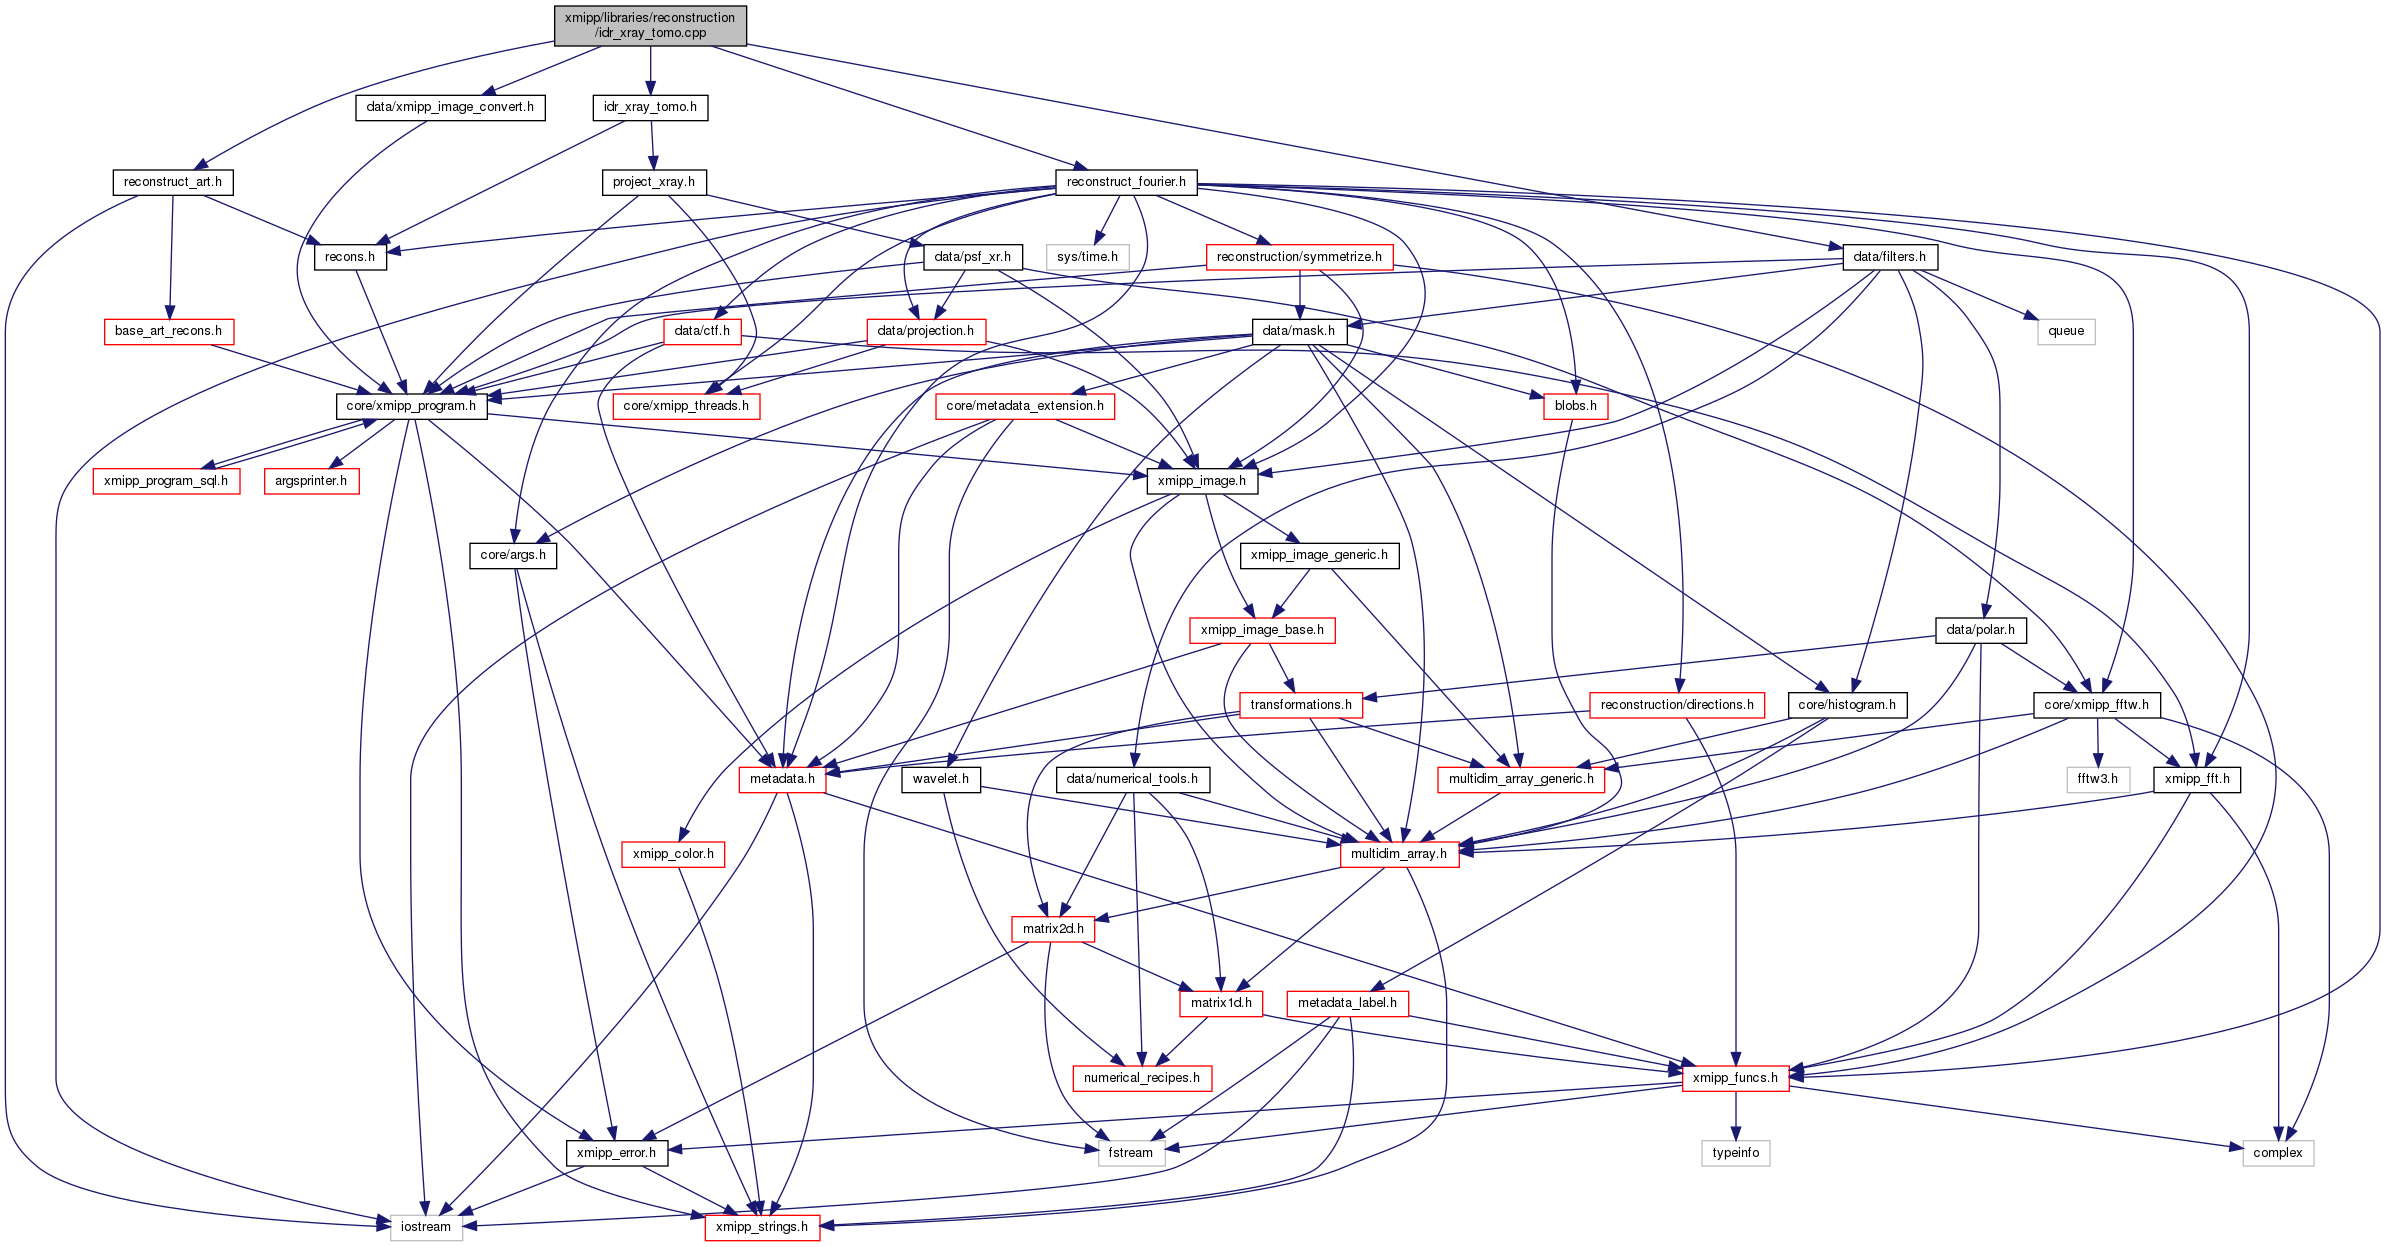 xmipp/libraries/reconstruction
/idr_xray_tomo.cpp
data/xmipp_image_convert.h
idr_xray_tomo.h
reconstruct_art.h
project_xray.h
reconstruct_fourier.h
recons.h
data/psf_xr.h
sys/time.h
reconstruction/symmetrize.h
data/filters.h
base_art_recons.h
data/ctf.h
data/projection.h
data/mask.h
queue
core/xmipp_program.h
core/xmipp_threads.h
core/metadata_extension.h
blobs.h
xmipp_program_sql.h
argsprinter.h
xmipp_image.h
core/args.h
xmipp_image_generic.h
xmipp_image_base.h
data/polar.h
transformations.h
reconstruction/directions.h
core/histogram.h
core/xmipp_fftw.h
metadata.h
wavelet.h
data/numerical_tools.h
multidim_array_generic.h
fftw3.h
xmipp_fft.h
xmipp_color.h
multidim_array.h
matrix2d.h
matrix1d.h
metadata_label.h
numerical_recipes.h
xmipp_funcs.h
xmipp_error.h
fstream
typeinfo
complex
iostream
xmipp_strings.h